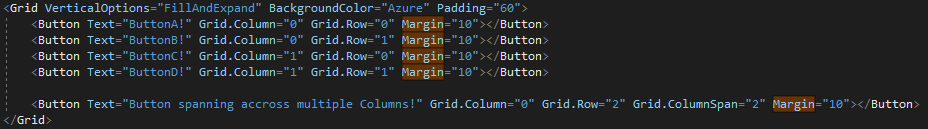 <Grid VerticalOptions="FillAndExpand" BackgroundColor="Azure" Padding="60">
<Button Text="ButtonA!" Grid.Column="0" Grid.Row="0" Margin="10"></Button>
<Button Text="ButtonB!" Grid.Column="0" Grid.Row="1" Margin="10"></Button>
<Button Text="ButtonC!" Grid.Column="1" Grid.Row="0" Margin="10"></Button>
<Button Text="ButtonD!" Grid.Column="1" Grid.Row="1" Margin="10"></Button>
<Button Text="Button spanning accross multiple Columns!" Grid.Column="0" Grid.Row="2" Grid.ColumnSpan="2" Margin="10"></Button>
</Grid>